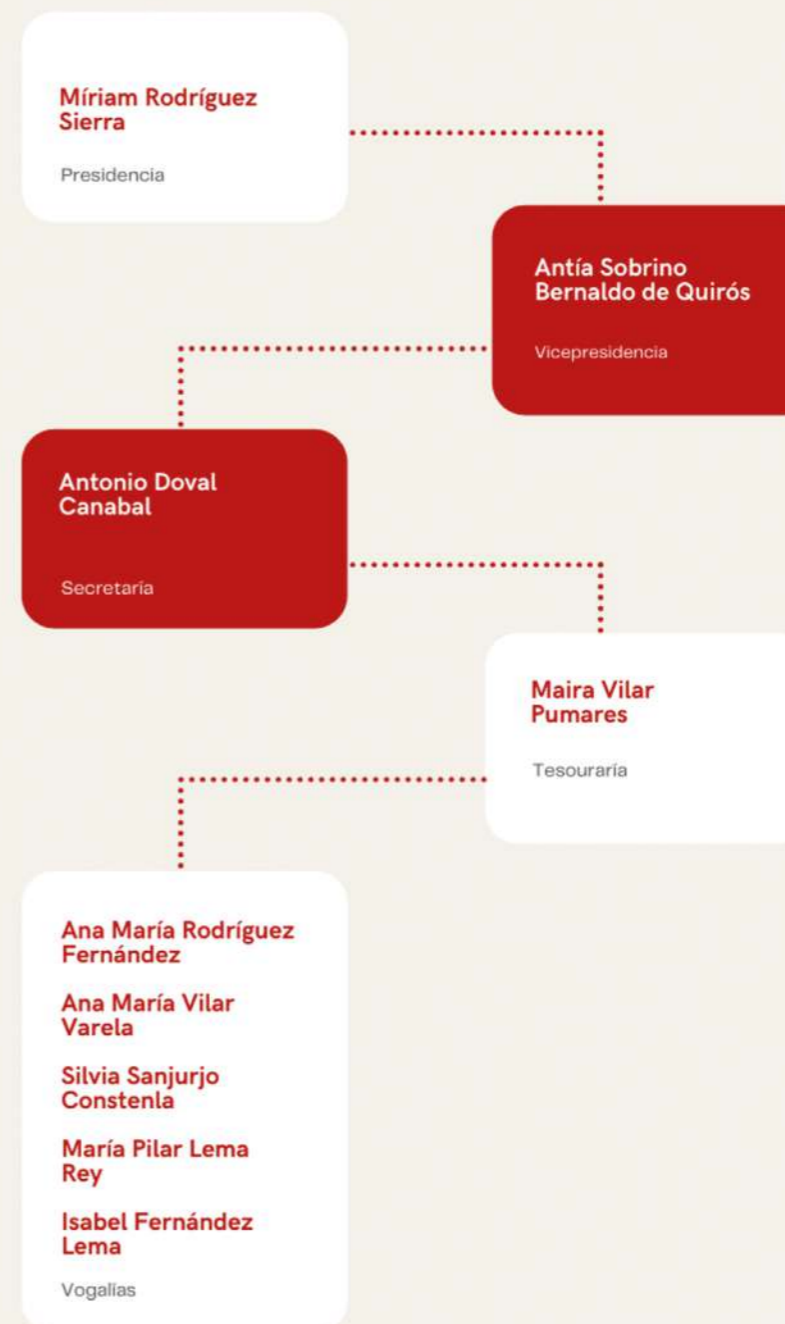 Míriam Rodríguez
Sierra
Presidencia
Antía Sobrino
Bernaldo de Quirós
Vicepresidencia
Antonio Doval
Canabal
Secretaría
Maira Vilar
Pumares
Tesouraría
Ana María Rodríguez
Fernández
Ana María Vilar
Varela
Silvia Sanjurjo
Constenla
María Pilar Lema
Rey
Isabel Fernández
Lema
Vogalías